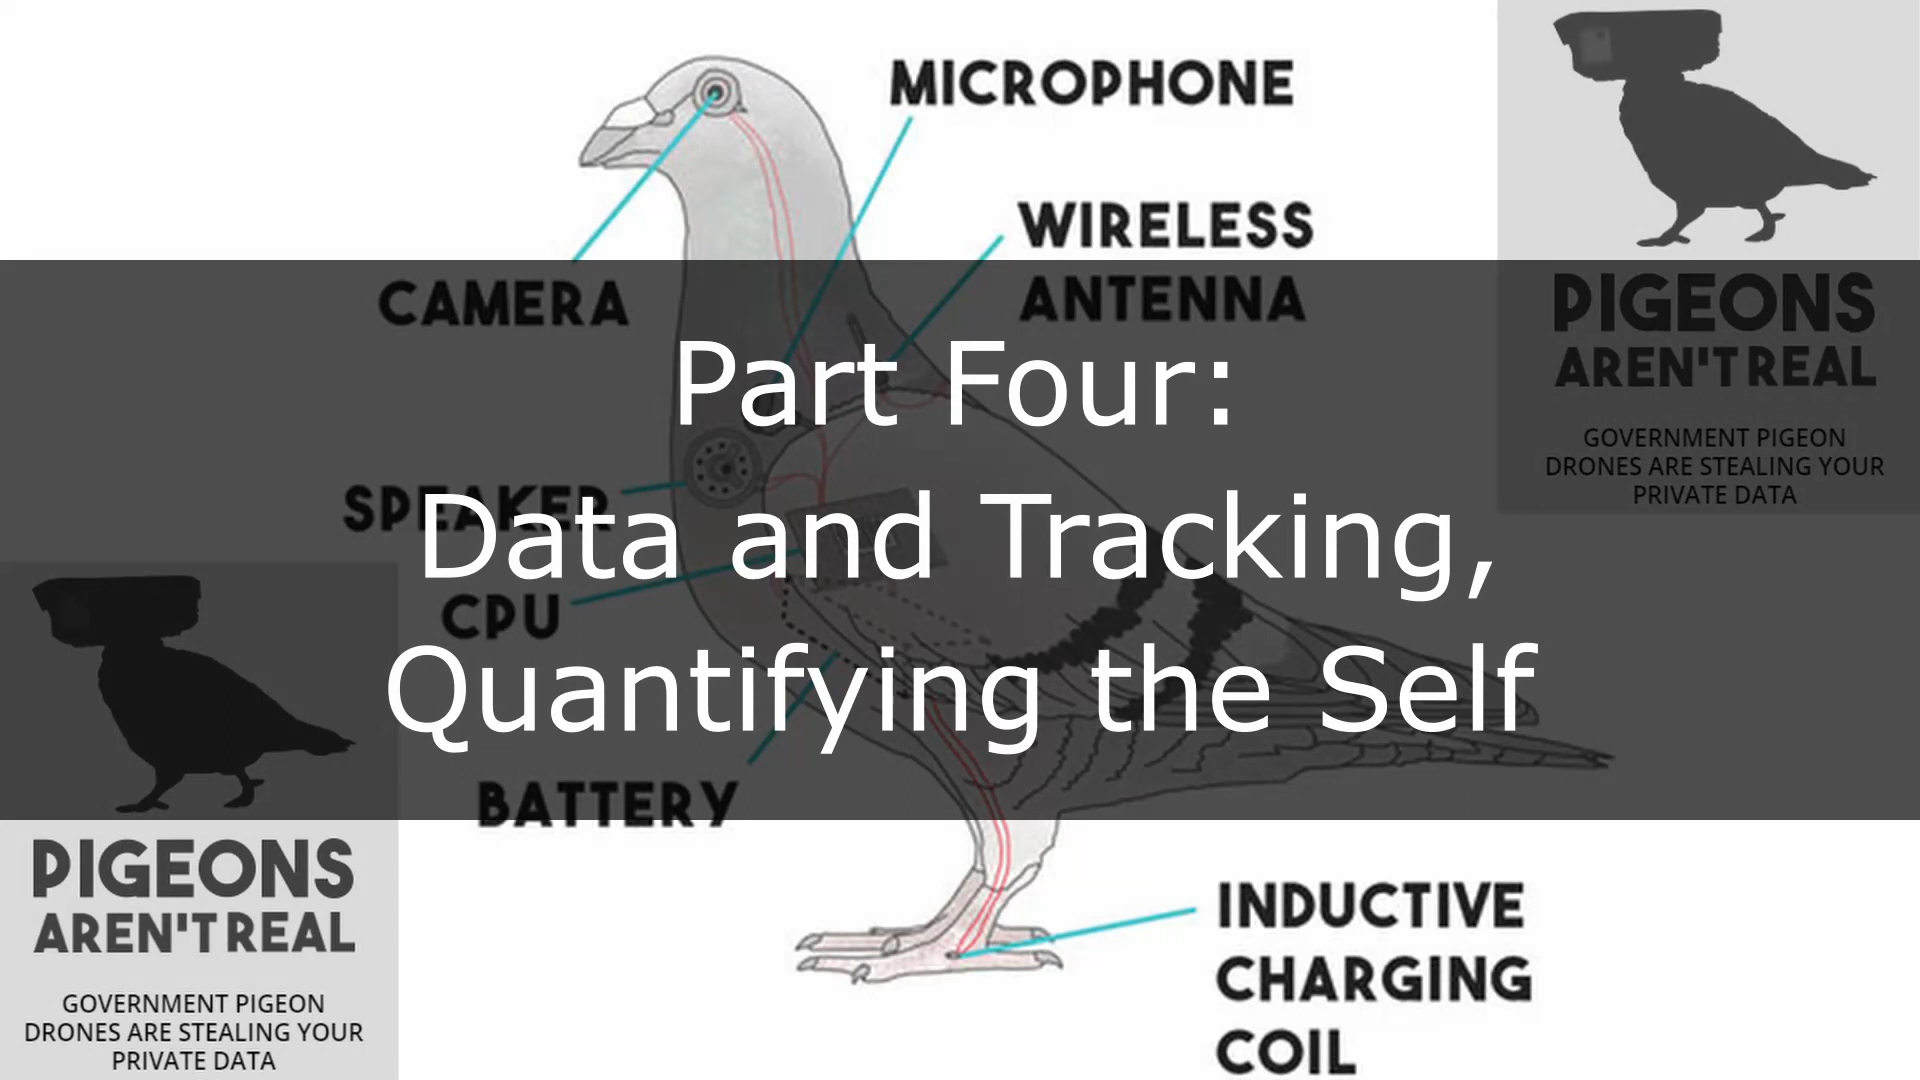 MICROPHONE
WIRELESS
ANTENNA
CAMERA
PIGEONS
AREN'T REAL
GOVERNMENT PIGEON
DRONES ARE STEALING YOUR
PRIVATE DATA
Part Four:
Data and Tracking,
Quantifying the Self
SPEAKER
CPU
BATTERY
PIGEONS
AREN'T REAL
GOVERNMENT PIGEON
DRONES ARE STEALING YOUR
PRIVATE DATA
INDUCTIVE
CHARGING
COIL